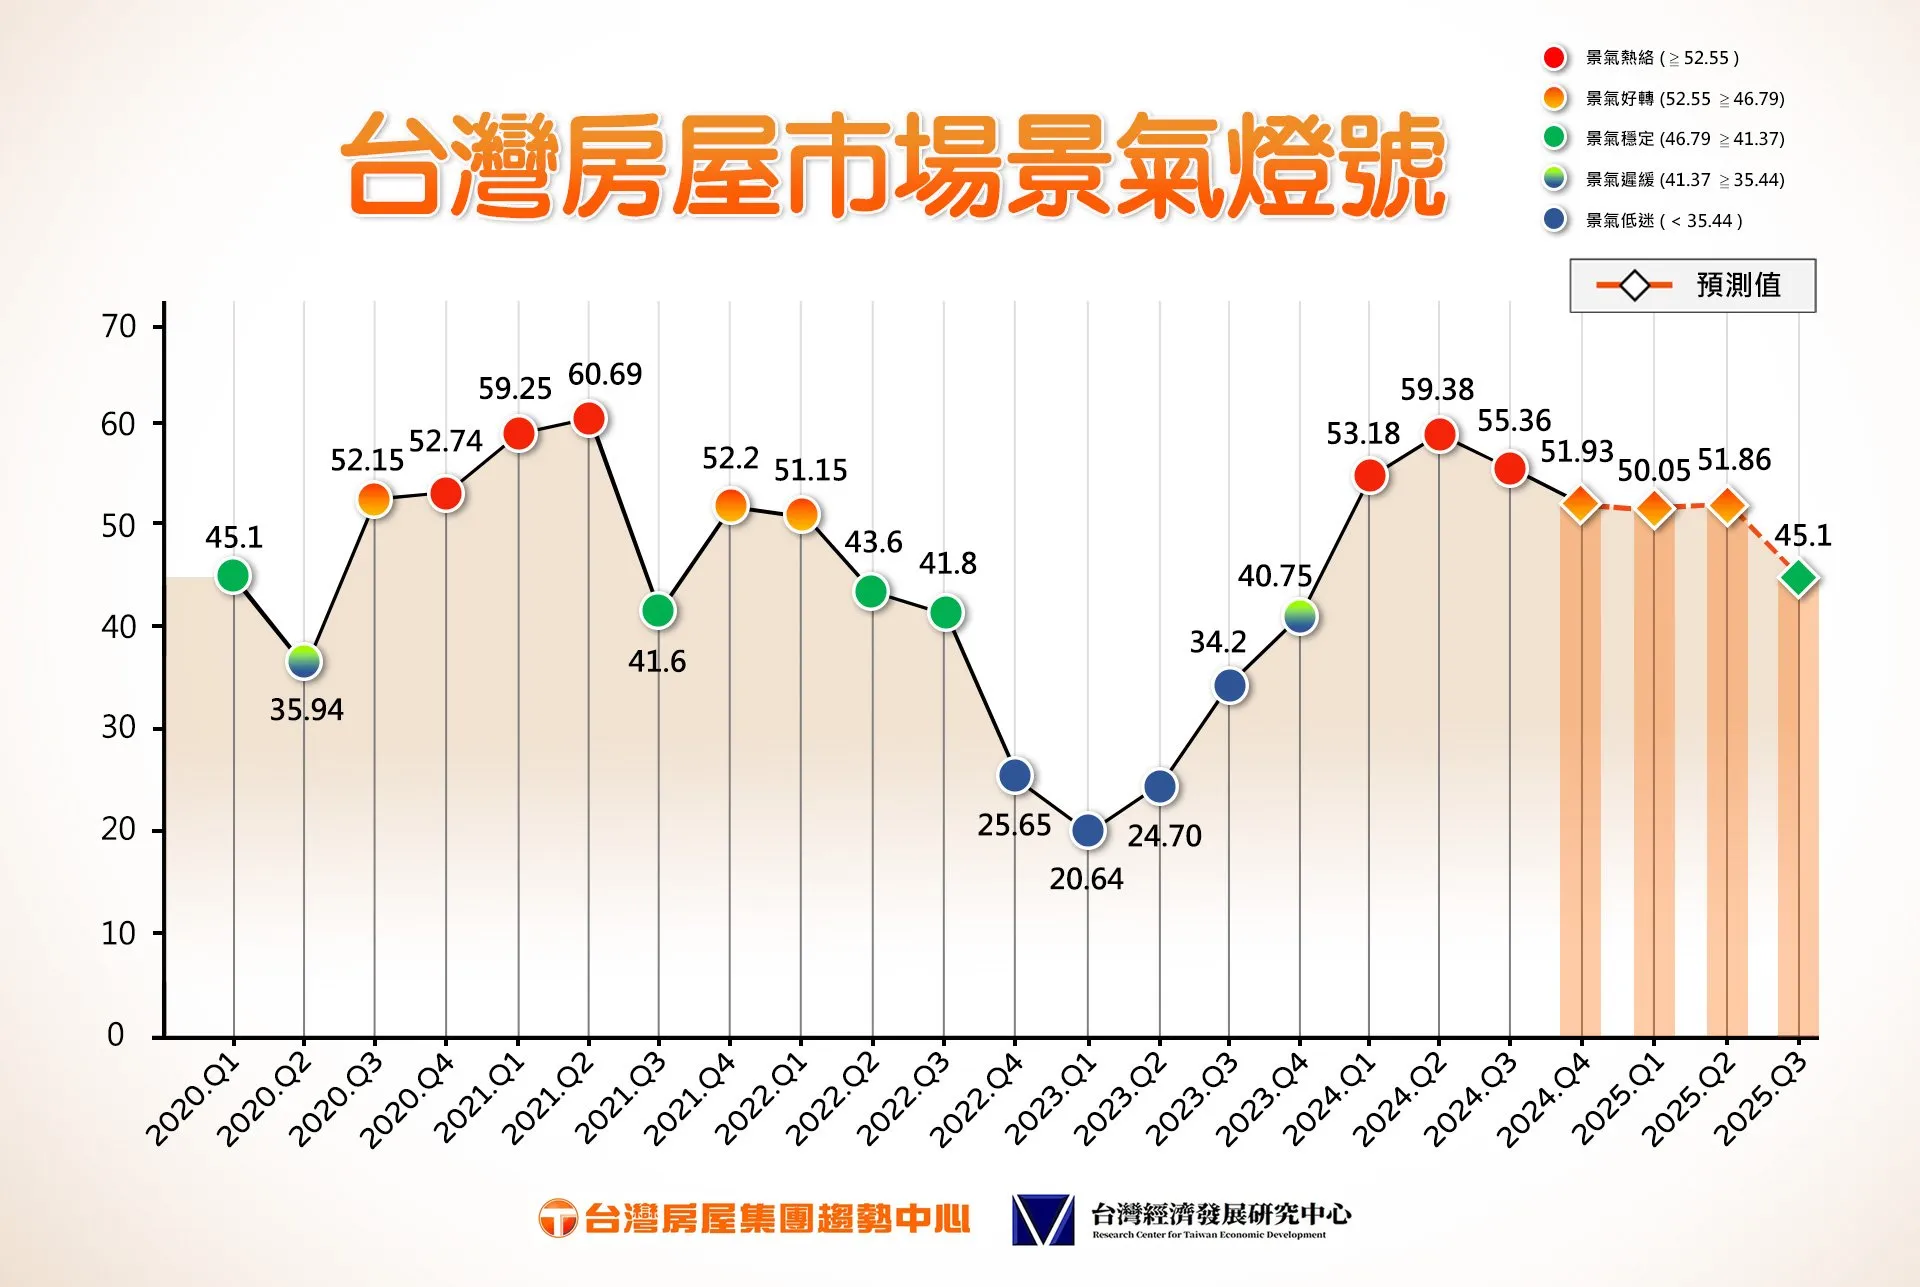 台灣房屋市場景氣燈號
景氣熱絡 ( ≧ 52.55 )
景氣好轉 (52.55 ≧ 46.79)
景氣穩定 (46.79 ≧ 41.37)
景氣遲緩 (41.37 ≧ 35.44)
景氣低迷 ( < 35.44 )
預測值
70
60
50
40
30
20
10
0
45.1
35.94
52.15
52.74
59.25
60.69
41.6
52.2
51.15
43.6
41.8
25.65
20.64
24.70
34.2
40.75
53.18
59.38
55.36
51.93
50.05
51.86
45.1
2020.Q1
2020.Q2
2020.Q3
2020.Q4
2021.Q1
2021.Q2
2021.Q3
2021.Q4
2022.Q1
2022.Q2
2022.Q3
2022.Q4
2023.Q1
2023.Q2
2023.Q3
2023.Q4
2024.Q1
2024.Q2
2024.Q3
2024.Q4
2025.Q1
2025.Q2
2025.Q3
台灣房屋集團趨勢中心
台灣經濟發展研究中心
Research Center for Taiwan Economic Development